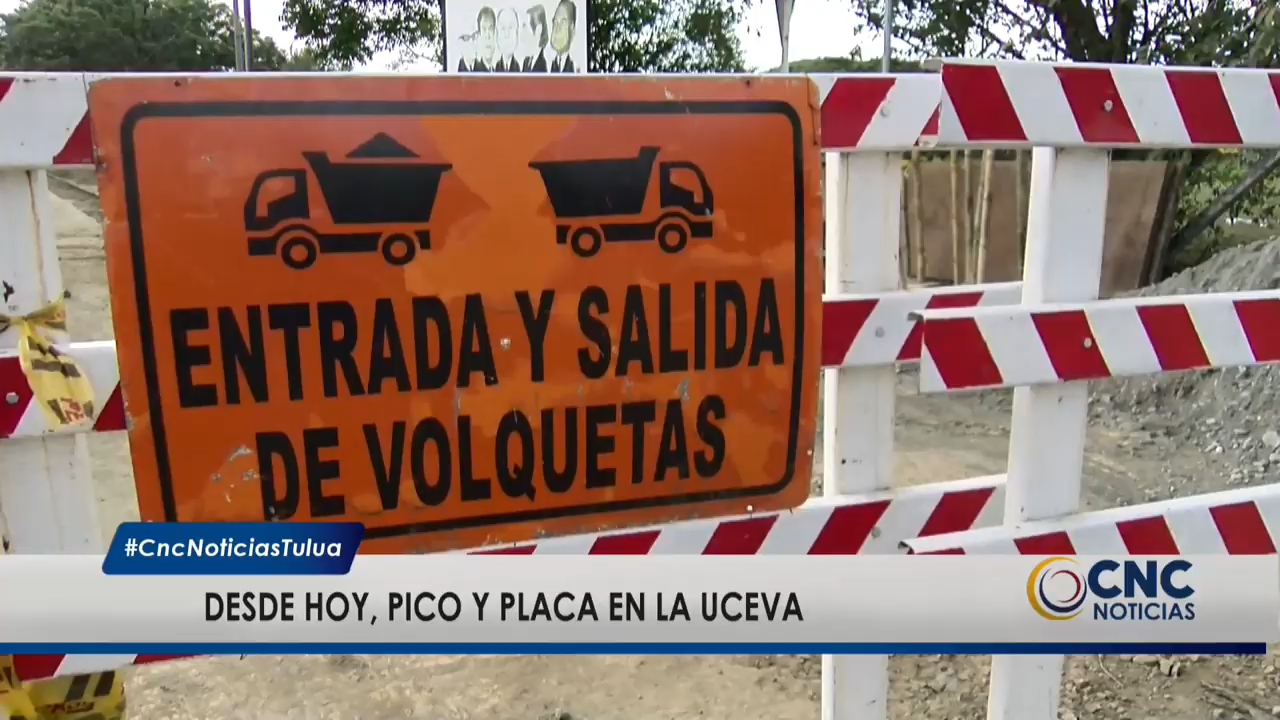 ENTRADA Y SALIDA
DE VOLQUETAS
#CncNoticiasTulua
DESDE HOY, PICO Y PLACA EN LA UCEVA
CNC
NOTICIAS